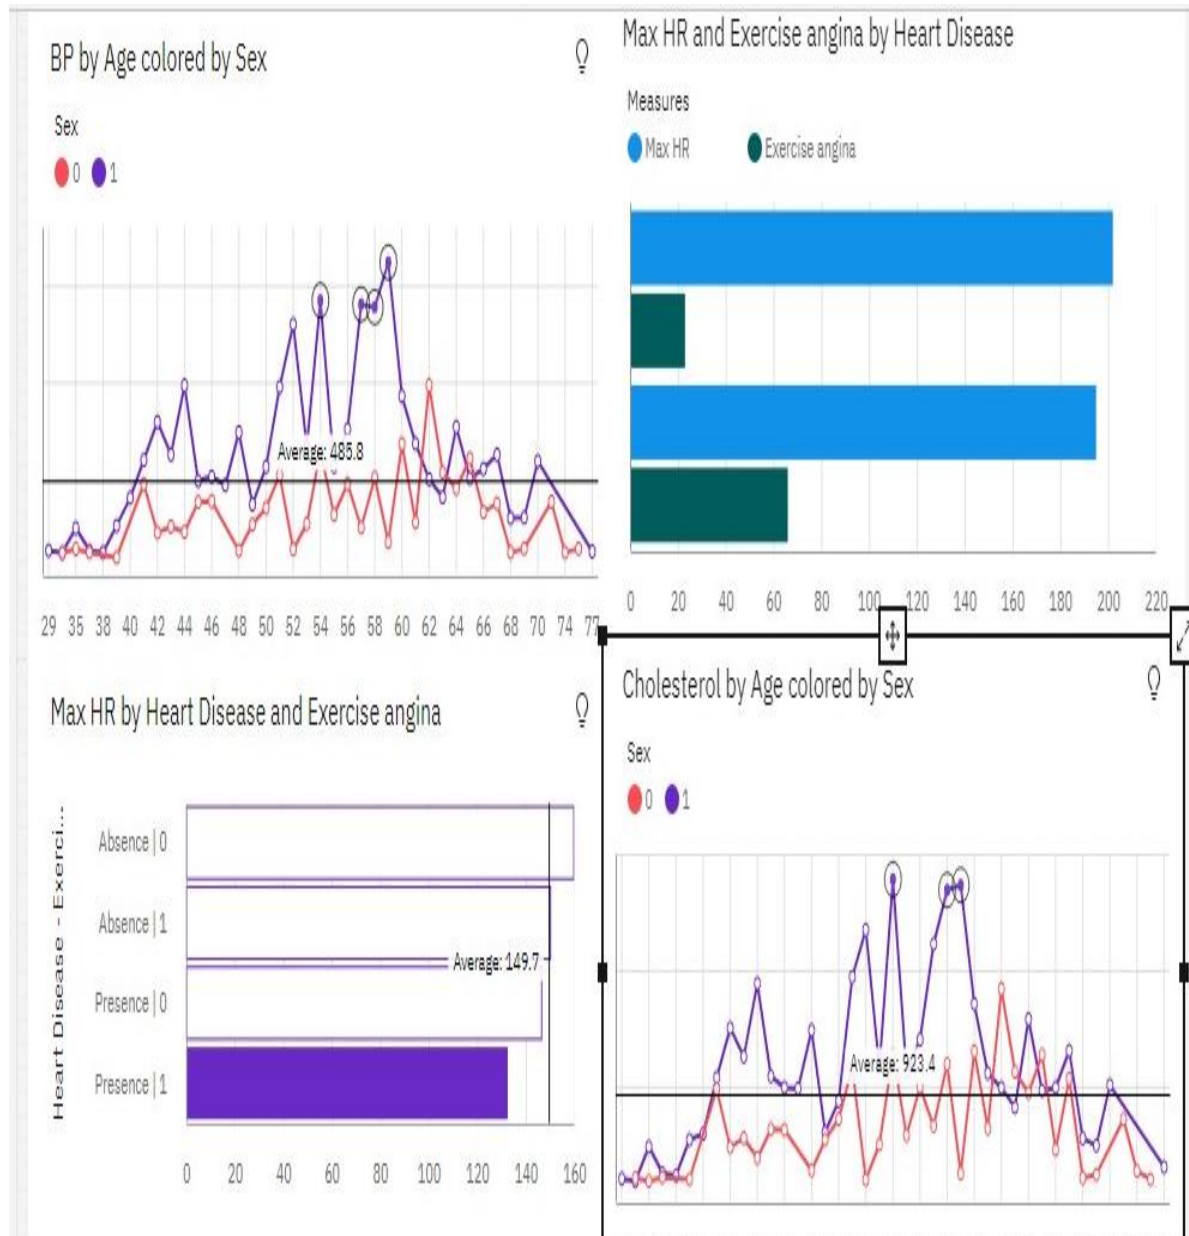 BP by Age colored by Sex
Sex
0 1
Average: 485.8
29 35 38 40 42 44 46 48 50 52 54 56 58 60 62 64 66 68 70 74 77
Max HR and Exercise angina by Heart Disease
Measures
Max HR Exercise angina
0 20 40 60 80 100 120 140 160 180 200 220
Max HR by Heart Disease and Exercise angina
Heart Disease - Exerci...
Absence | 0
Absence | 1
Average: 149.7
Presence | 0
Presence | 1
0 20 40 60 80 100 120 140 160
Cholesterol by Age colored by Sex
Sex
0 1
Average: 923.4